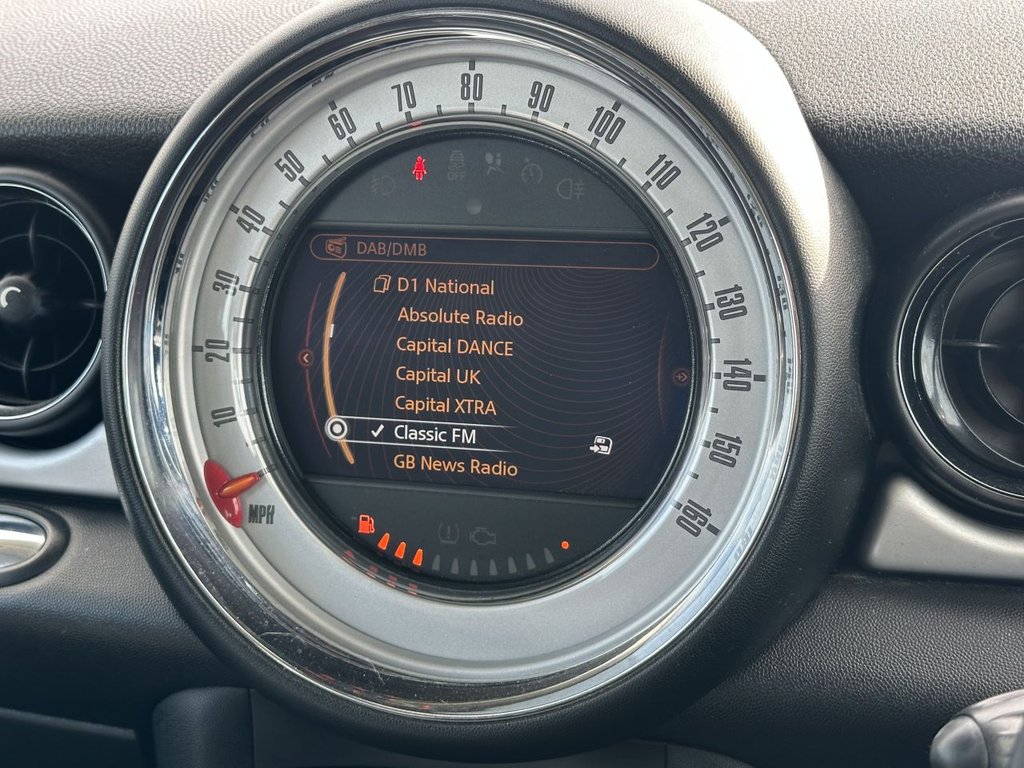 10
20
30
40
50
60
70
80
90
100
110
120
130
140
150
160
MPH
OFF
DAB/DMB
D1 National
Absolute Radio
Capital DANCE
Capital UK
Capital XTRA
Classic FM
GB News Radio